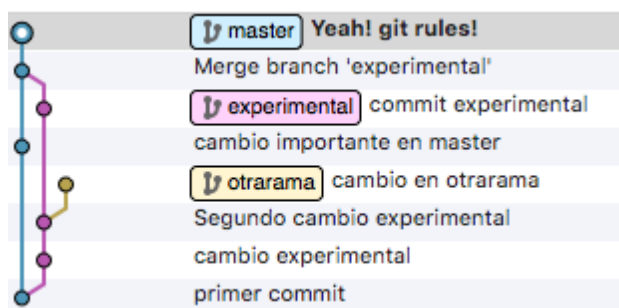 master Yeah! git rules!
Merge branch 'experimental'
experimental commit experimental
cambio importante en master
otrarama cambio en otrarama
Segundo cambio experimental
cambio experimental
primer commit